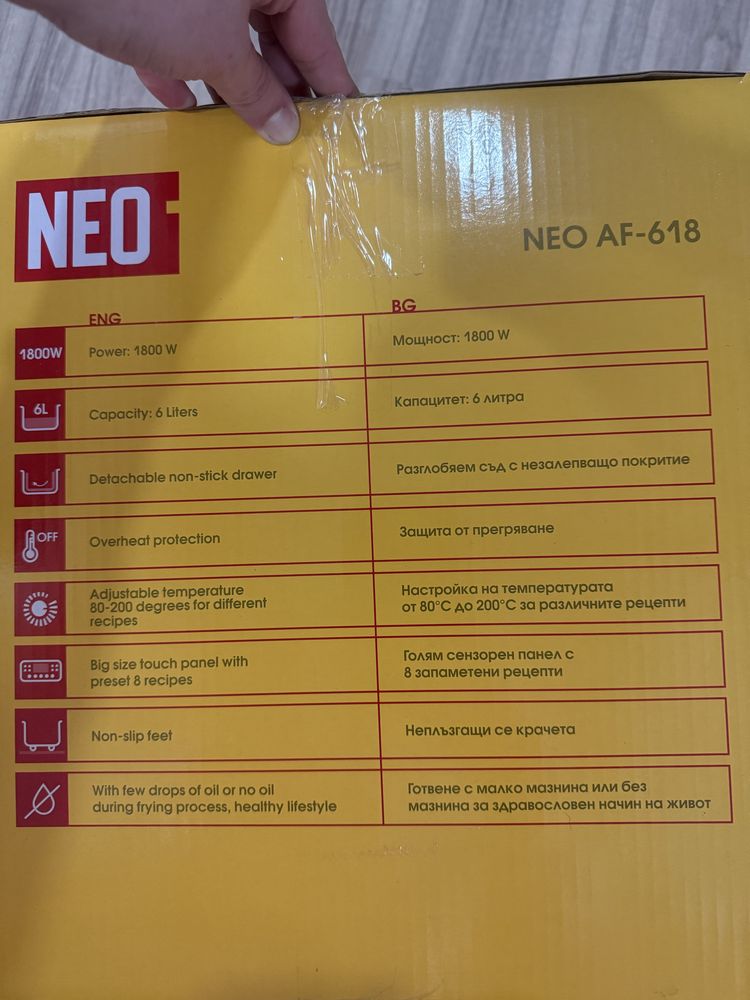 NEO
NEO AF-618
ENG
BG
1800W
Power: 1800 W
Мощност: 1800 W
6L
Capacity: 6 Liters
Капацитет: 6 литра
Detachable non-stick drawer
Разглобяем съд с незалепващо покритие
OFF
Overheat protection
Защита от прегряване
Adjustable temperature
80-200 degrees for different
recipes
Настройка на температурата
от 80°C до 200°C за различните рецепти
Big size touch panel with
preset 8 recipes
Голям сензорен панел с
8 запаметени рецепти
Non-slip feet
Неплъзгащи се крачета
With few drops of oil or no oil
during frying process, healthy lifestyle
Готвене с малко мазнина или без
мазнина за здравословен начин на живот